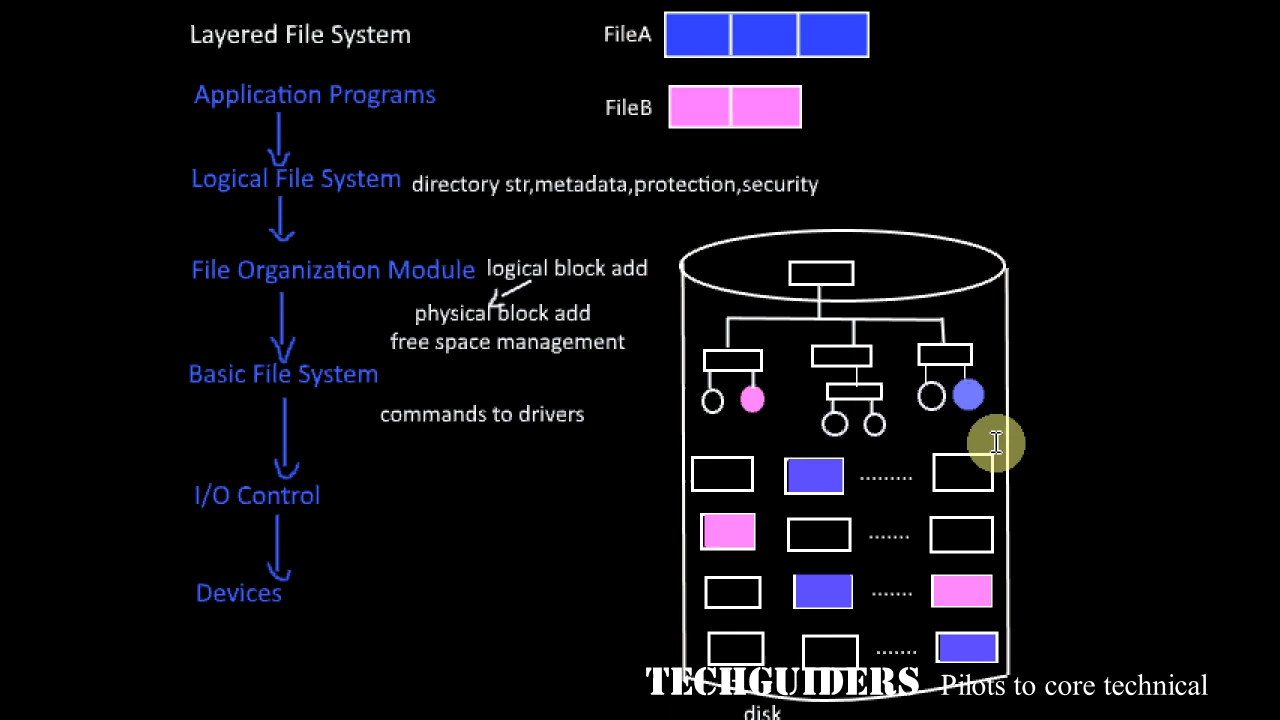 Layered File System
FileA
Application Programs
FileB
Logical File System
directory str,metadata,protection,security
File Organization Module
logical block add
physical block add
free space management
Basic File System
commands to drivers
I/O Control
Devices
TECHGUIDERS Pilots to core technical
disk